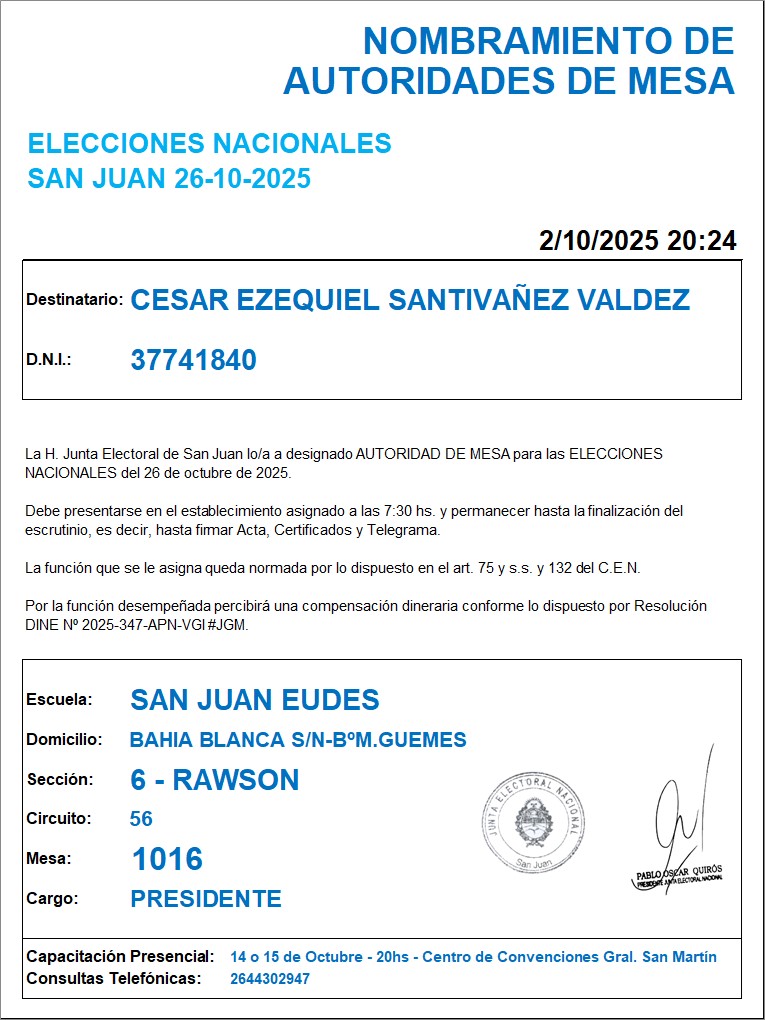 NOMBRAMIENTO DE
AUTORIDADES DE MESA
ELECCIONES NACIONALES
SAN JUAN 26-10-2025
2/10/2025 20:24
Destinatario: CESAR EZEQUIEL SANTIVAÑEZ VALDEZ
D.N.I.: 37741840
La H. Junta Electoral de San Juan lo/a a designado AUTORIDAD DE MESA para las ELECCIONES
NACIONALES del 26 de octubre de 2025.
Debe presentarse en el establecimiento asignado a las 7:30 hs. y permanecer hasta la finalización del
escrutinio, es decir, hasta firmar Acta, Certificados y Telegrama.
La función que se le asigna queda normada por lo dispuesto en el art. 75 y s.s. y 132 del C.E.N.
Por la función desempeñada percibirá una compensación dineraria conforme lo dispuesto por Resolución
DINE Nº 2025-347-APN-VGI#JGM.
Escuela: SAN JUAN EUDES
Domicilio: BAHIA BLANCA S/N-BºM.GUEMES
Sección: 6 - RAWSON
Circuito: 56
Mesa: 1016
Cargo: PRESIDENTE
JUNTA ELECTORAL NACIONAL
San Juan
PABLO OSCAR QUIRÓS
PRESIDENTE JUNTA ELECTORAL NACIONAL
Capacitación Presencial: 14 o 15 de Octubre - 20hs - Centro de Convenciones Gral. San Martín
Consultas Telefónicas: 2644302947